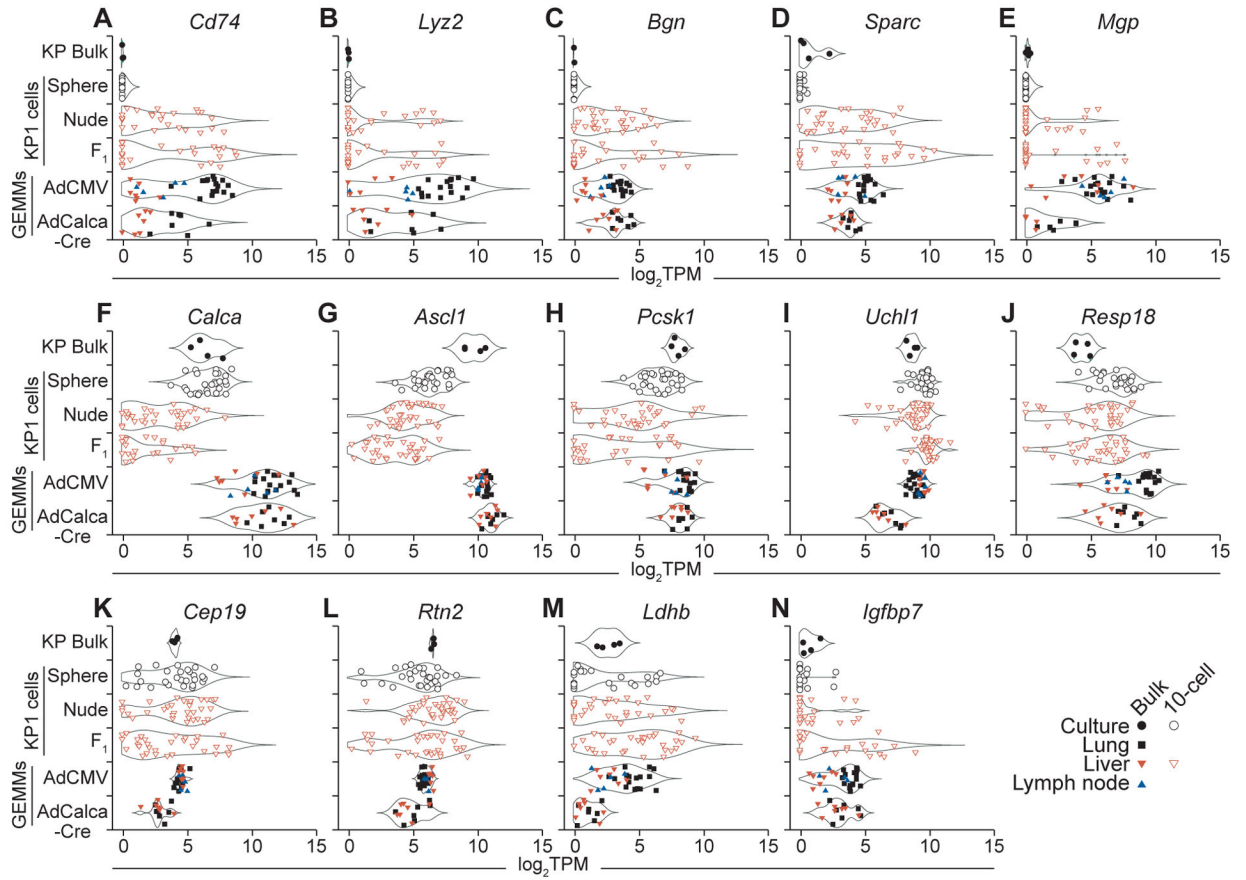 A Cd74 B Lyz2 C Bgn D Sparc E Mgp
KP Bulk
KP1 cells
Sphere
Nude
F1
GEMMs
AdCMV
AdCalca
-Cre
0 5 10 15 0 5 10 15 0 5 10 15 0 5 10 15 0 5 10 15
log2TPM
F Calca G Ascl1 H Pcsk1 I Uchl1 J Resp18
KP Bulk
KP1 cells
Sphere
Nude
F1
GEMMs
AdCMV
AdCalca
-Cre
0 5 10 15 0 5 10 15 0 5 10 15 0 5 10 15 0 5 10 15
log2TPM
K Cep19 L Rtn2 M Ldhb N Igfbp7
KP Bulk
KP1 cells
Sphere
Nude
F1
GEMMs
AdCMV
AdCalca
-Cre
0 5 10 15 0 5 10 15 0 5 10 15 0 5 10 15
log2TPM
Bulk 10-cell
Culture
Lung
Liver
Lymph node